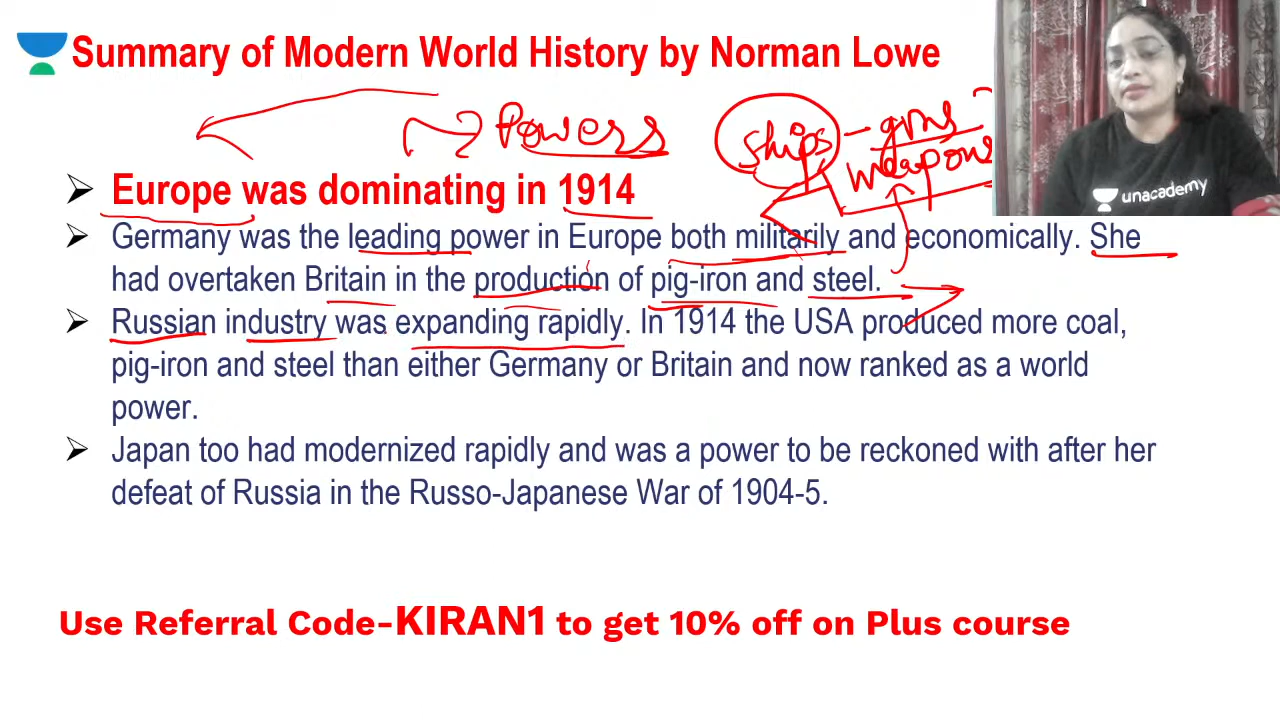 Summary of Modern World History by Norman Lowe
Powers
ships - guns
weapons
unacademy
Europe was dominating in 1914
Germany was the leading power in Europe both militarily and economically. She
had overtaken Britain in the production of pig-iron and steel.
Russian industry was expanding rapidly. In 1914 the USA produced more coal,
pig-iron and steel than either Germany or Britain and now ranked as a world
power.
Japan too had modernized rapidly and was a power to be reckoned with after her
defeat of Russia in the Russo-Japanese War of 1904-5.
Use Referral Code-KIRAN1 to get 10% off on Plus course